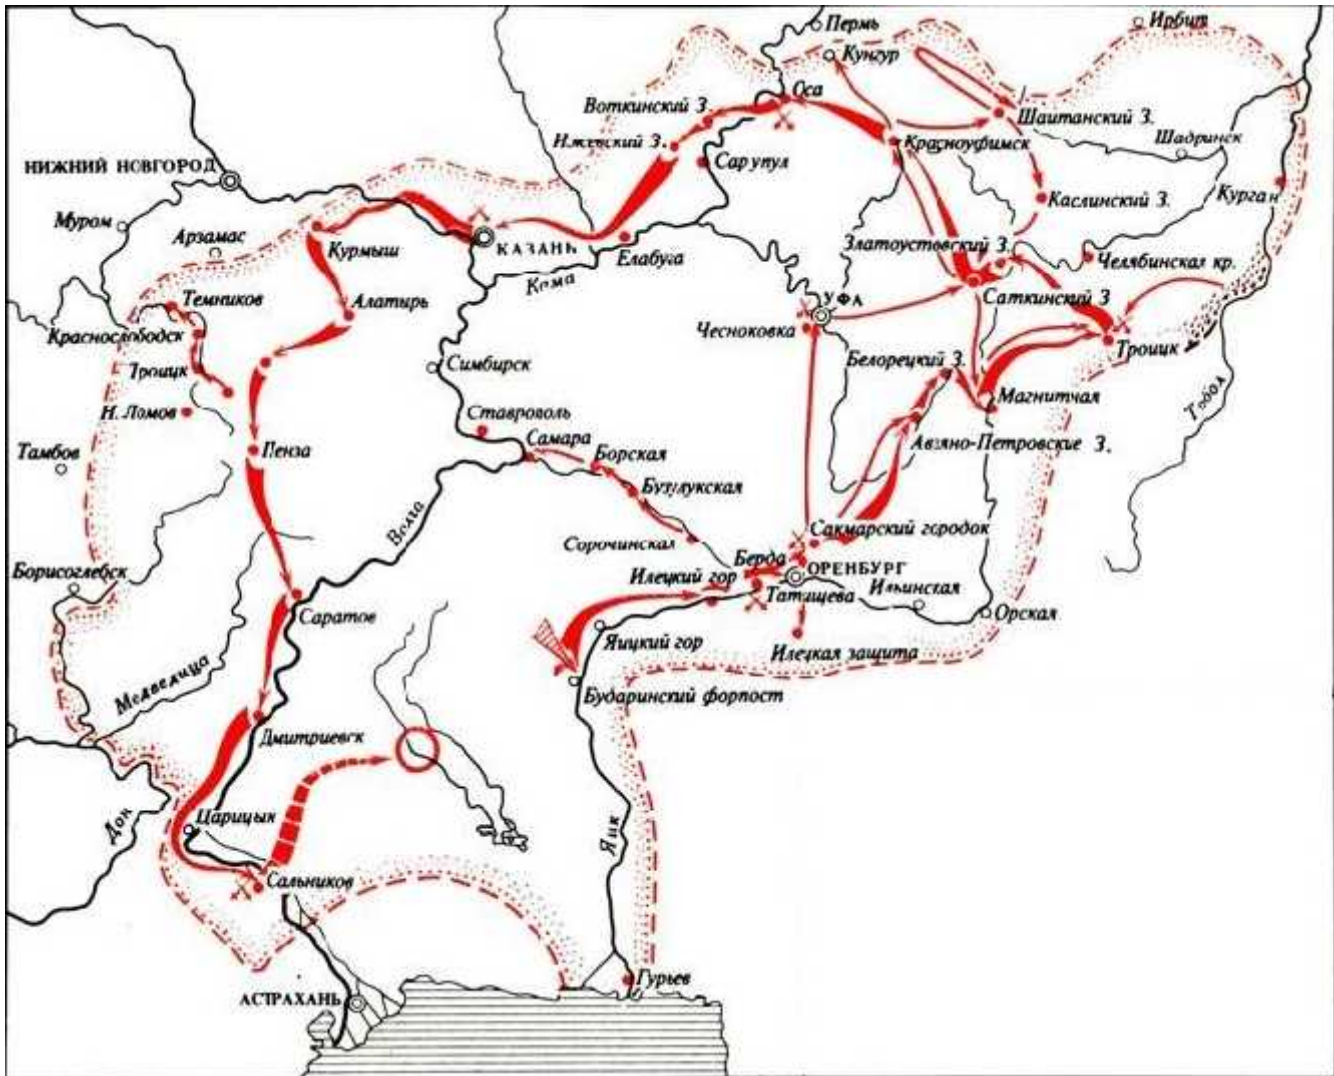 Пермь
Ирбит
Кунгур
Оса
Воткинский З.
Шаитанский З.
Ижевский З.
Красноуфимск
Шадринск
Сарупул
НИЖНИЙ НОВГОРОД
Курган
Каслинский З.
Муром
Арзамас
Курмыш
КАЗАНЬ
Елабуга
Златоустовский З.
Челябинская кр.
Кама
Темников
Алатырь
Саткинский З
УФА
Чесноковка
Краснослободск
Троицк
Троицк
Симбирск
Белорецкий З.
Магнитная
Тобол
Н. Ломов
Ставрополь
Авзяно-Петровские З.
Тамбов
Пенза
Самара
Борская
Бузулукская
Волга
Сакмарский городок
Сорочинская
Берда
ОРЕНБУРГ
Борисоглебск
Илецкий гор
Татищева
Ильинская
Орская
Саратов
Яицкий гор
Илецкая защита
Медведица
Бударинский форпост
Дмитриевск
Дон
Царицын
Яик
Сальников
Гурьев
АСТРАХАНЬ